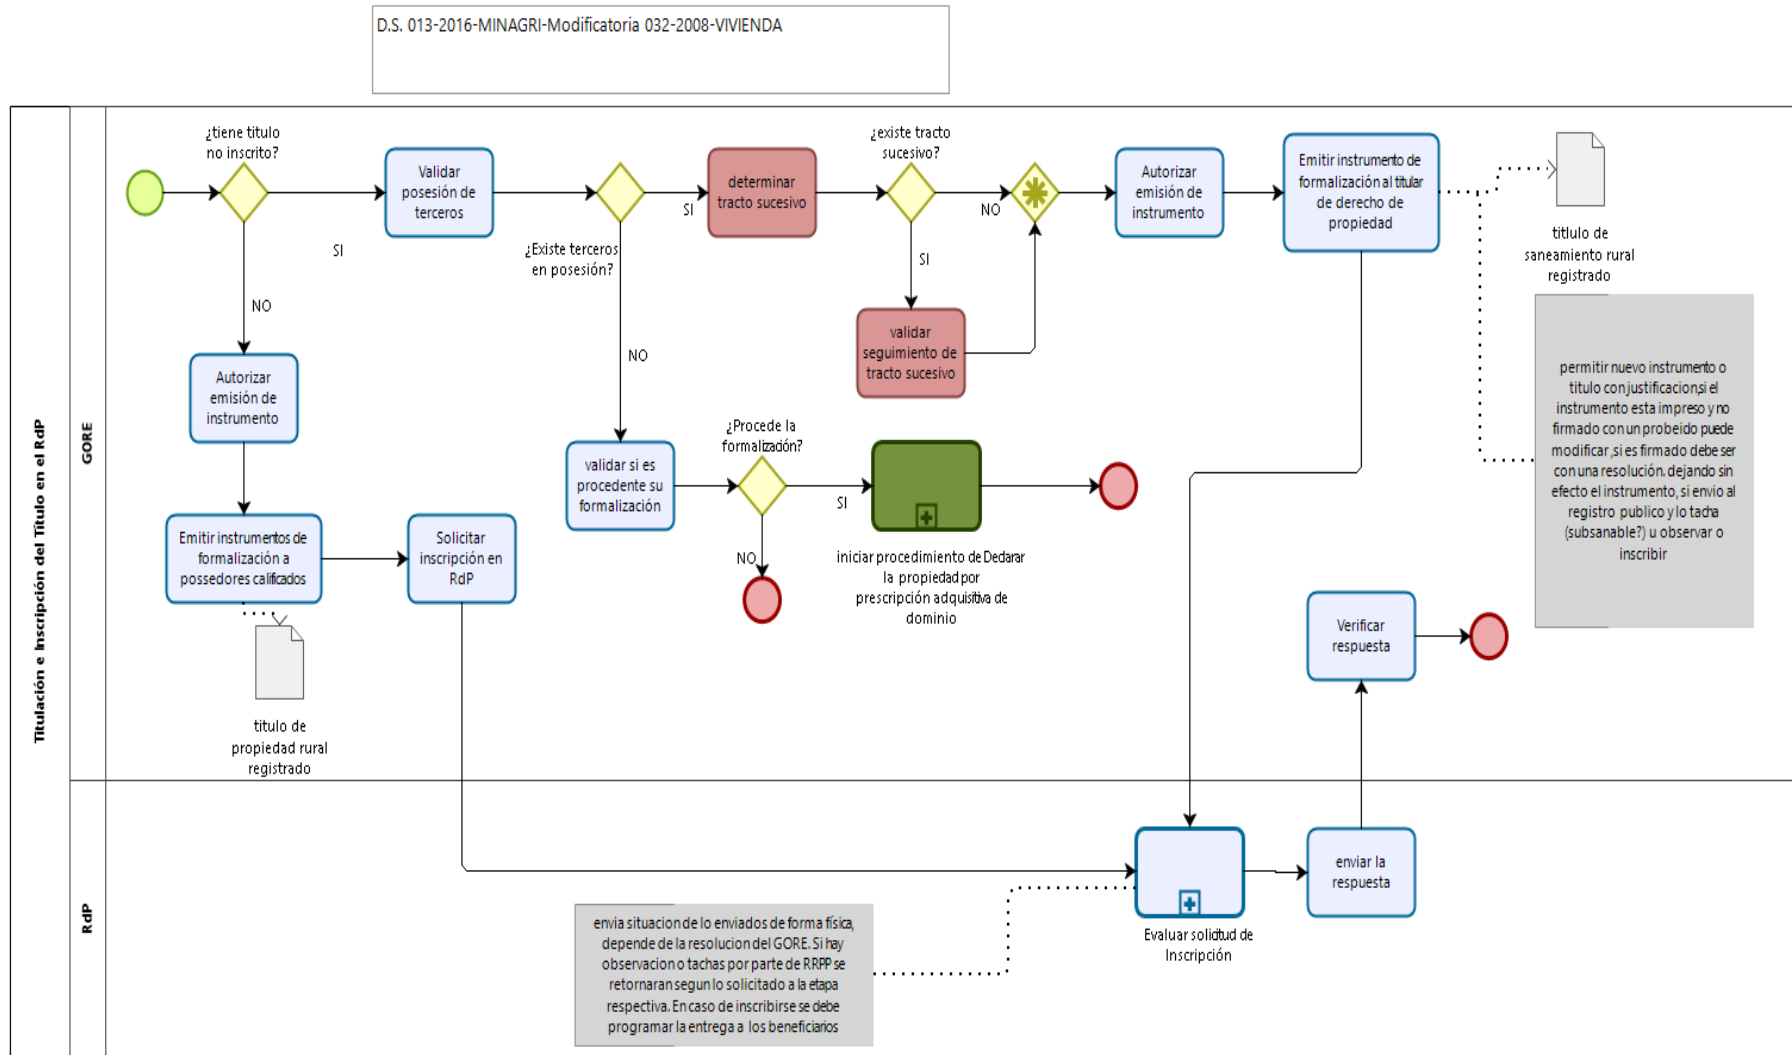 D.S. 013-2016-MINAGRI-Modificatoria 032-2008-VIVIENDA
Titulación e Inscripción del Título en el RdP
GORE
¿tiene titulo
no inscrito?
SI
NO
Validar
posesión de
terceros
¿Existe terceros
en posesión?
SI
NO
determinar
tracto sucesivo
¿existe tracto
sucesivo?
NO
SI
validar
seguimiento de
tracto sucesivo
Autorizar
emisión de
instrumento
Emitir instrumento de
formalización al titular
de derecho de
propiedad
titlulo de
saneamiento rural
registrado
permitir nuevo instrumento o
titulo con justificacion,si el
instrumento esta impreso y no
firmado con un probeido puede
modificar ,si es firmado debe ser
con una resolución. dejando sin
efecto el instrumento, si envio al
registro publico y lo tacha
(subsanable?) u observar o
inscribir
Autorizar
emisión de
instrumento
Emitir instrumentos de
formalización a
possedores calificados
titulo de
propiedad rural
registrado
Solicitar
inscripción en
RdP
validar si es
procedente su
formalización
¿Procede la
formalización?
SI
NO
iniciar procedimiento de Dedarar
la propiedad por
prescripción adquisitiva de
dominio
Verificar
respuesta
RdP
envia situacion de lo enviados de forma física,
depende de la resolucion del GORE. Si hay
observacion o tachas por parte de RRPP se
retornaran segun lo solicitado a la etapa
respectiva. En caso de inscribirse se debe
programar la entrega a los beneficiarios
Evaluar solicitud de
Inscripción
enviar la
respuesta